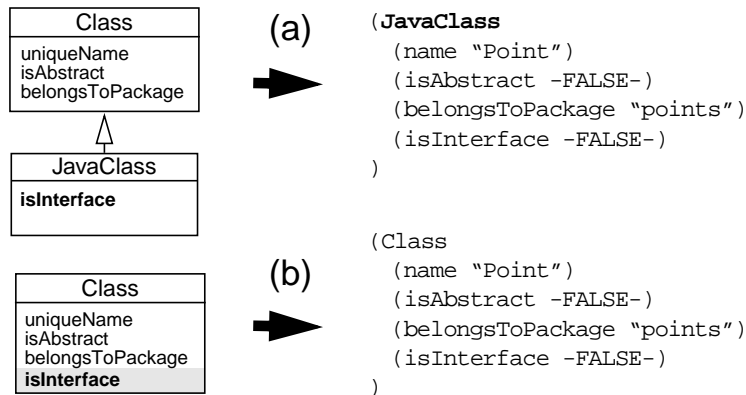 Class
uniqueName
isAbstract
belongsToPackage
JavaClass
isInterface
(a)
(JavaClass
(name “Point”)
(isAbstract -FALSE-)
(belongsToPackage “points”)
(isInterface -FALSE-)
)
Class
uniqueName
isAbstract
belongsToPackage
isInterface
(b)
(Class
(name “Point”)
(isAbstract -FALSE-)
(belongsToPackage “points”)
(isInterface -FALSE-)
)